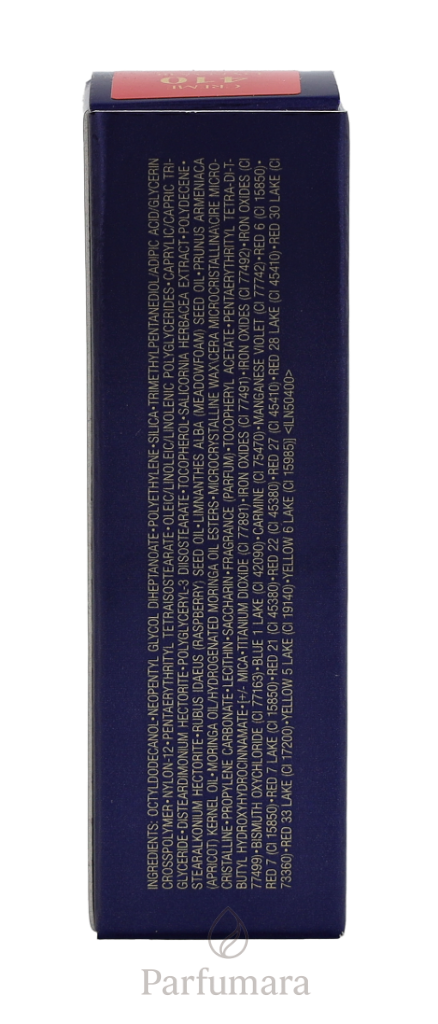 CREME
410
INGREDIENTS: OCTYLDODECANOL•NEOPENTYL GLYCOL DIHEPTANOATE•POLYETHYLENE•SILICA•TRIMETHYLPENTANEDIOL/ADIPIC ACID/GLYCERIN
CROSSPOLYMER•NYLON-12•PENTAERYTHRITYL TETRAISOSTEARATE•OLEIC/LINOLEIC/LINOLENIC POLYGLYCERIDES•CAPRYLIC/CAPRIC TRI-
GLYCERIDE•DISTEARDIMONIUM HECTORITE•POLYGLYCERYL-3 DIISOSTEARATE•TOCOPHEROL•SALICORNIA HERBACEA EXTRACT•POLYDECENE•
STEARALKONIUM HECTORITE•RUBUS IDAEUS (RASPBERRY) SEED OIL•LIMNANTHES ALBA (MEADOWFOAM) SEED OIL•PRUNUS ARMENIACA
(APRICOT) KERNEL OIL•MORINGA OIL/HYDROGENATED MORINGA OIL ESTERS•MICROCRYSTALLINE WAX\CERA MICROCRISTALLINA\CIRE MICRO-
CRISTALLINE•PROPYLENE CARBONATE•LECITHIN•SACCHARIN•FRAGRANCE (PARFUM)•TOCOPHERYL ACETATE•PENTAERYTHRITYL TETRA-DI-T-
BUTYL HYDROXYHYDROCINNAMATE•[+/- MICA•TITANIUM DIOXIDE (CI 77891)•IRON OXIDES (CI 77491)•IRON OXIDES (CI 77492)•IRON OXIDES (CI
77499)•BISMUTH OXYCHLORIDE (CI 77163)•BLUE 1 LAKE (CI 42090)•CARMINE (CI 75470)•MANGANESE VIOLET (CI 77742)•RED 6 (CI 15850)•
RED 7 (CI 15850)•RED 7 LAKE (CI 15850)•RED 21 (CI 45380)•RED 22 (CI 45380)•RED 27 (CI 45410)•RED 28 LAKE (CI 45410)•RED 30 LAKE (CI
73360)•RED 33 LAKE (CI 17200)•YELLOW 5 LAKE (CI 19140)•YELLOW 6 LAKE (CI 15985)] <ILN50400>
Parfumara